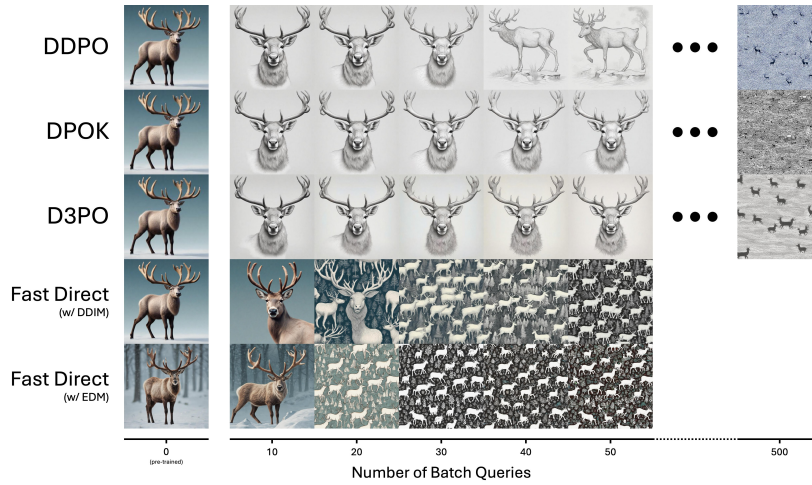 DDPO
DPOK
D3PO
Fast Direct
(w/ DDIM)
Fast Direct
(w/ EDM)
0
(pre-trained)
10
20
30
40
50
500
Number of Batch Queries